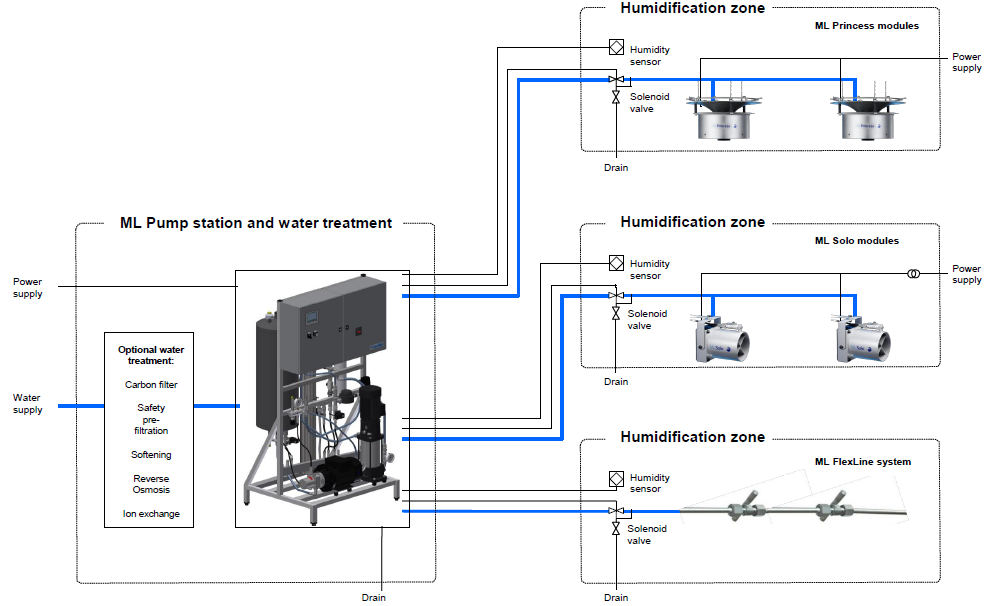 Humidification zone
ML Princess modules
Humidity
sensor
Power
supply
Solenoid
valve
Drain
ML Pump station and water treatment
Power
supply
Optional water
treatment:
Carbon filter
Safety
pre-
filtration
Softening
Reverse
Osmosis
Ion exchange
Water
supply
Drain
Humidification zone
ML Solo modules
Humidity
sensor
Power
supply
Solenoid
valve
Drain
Humidification zone
ML FlexLine system
Humidity
sensor
Solenoid
valve
Drain